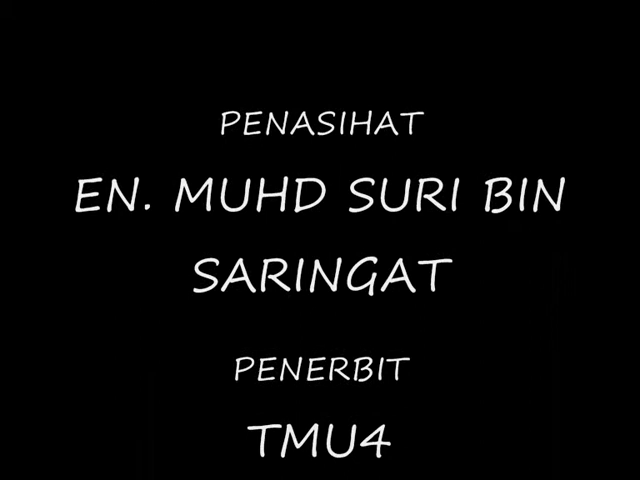 PENASIHAT
EN. MUHD SURI BIN
SARINGAT
PENERBIT
TMU4